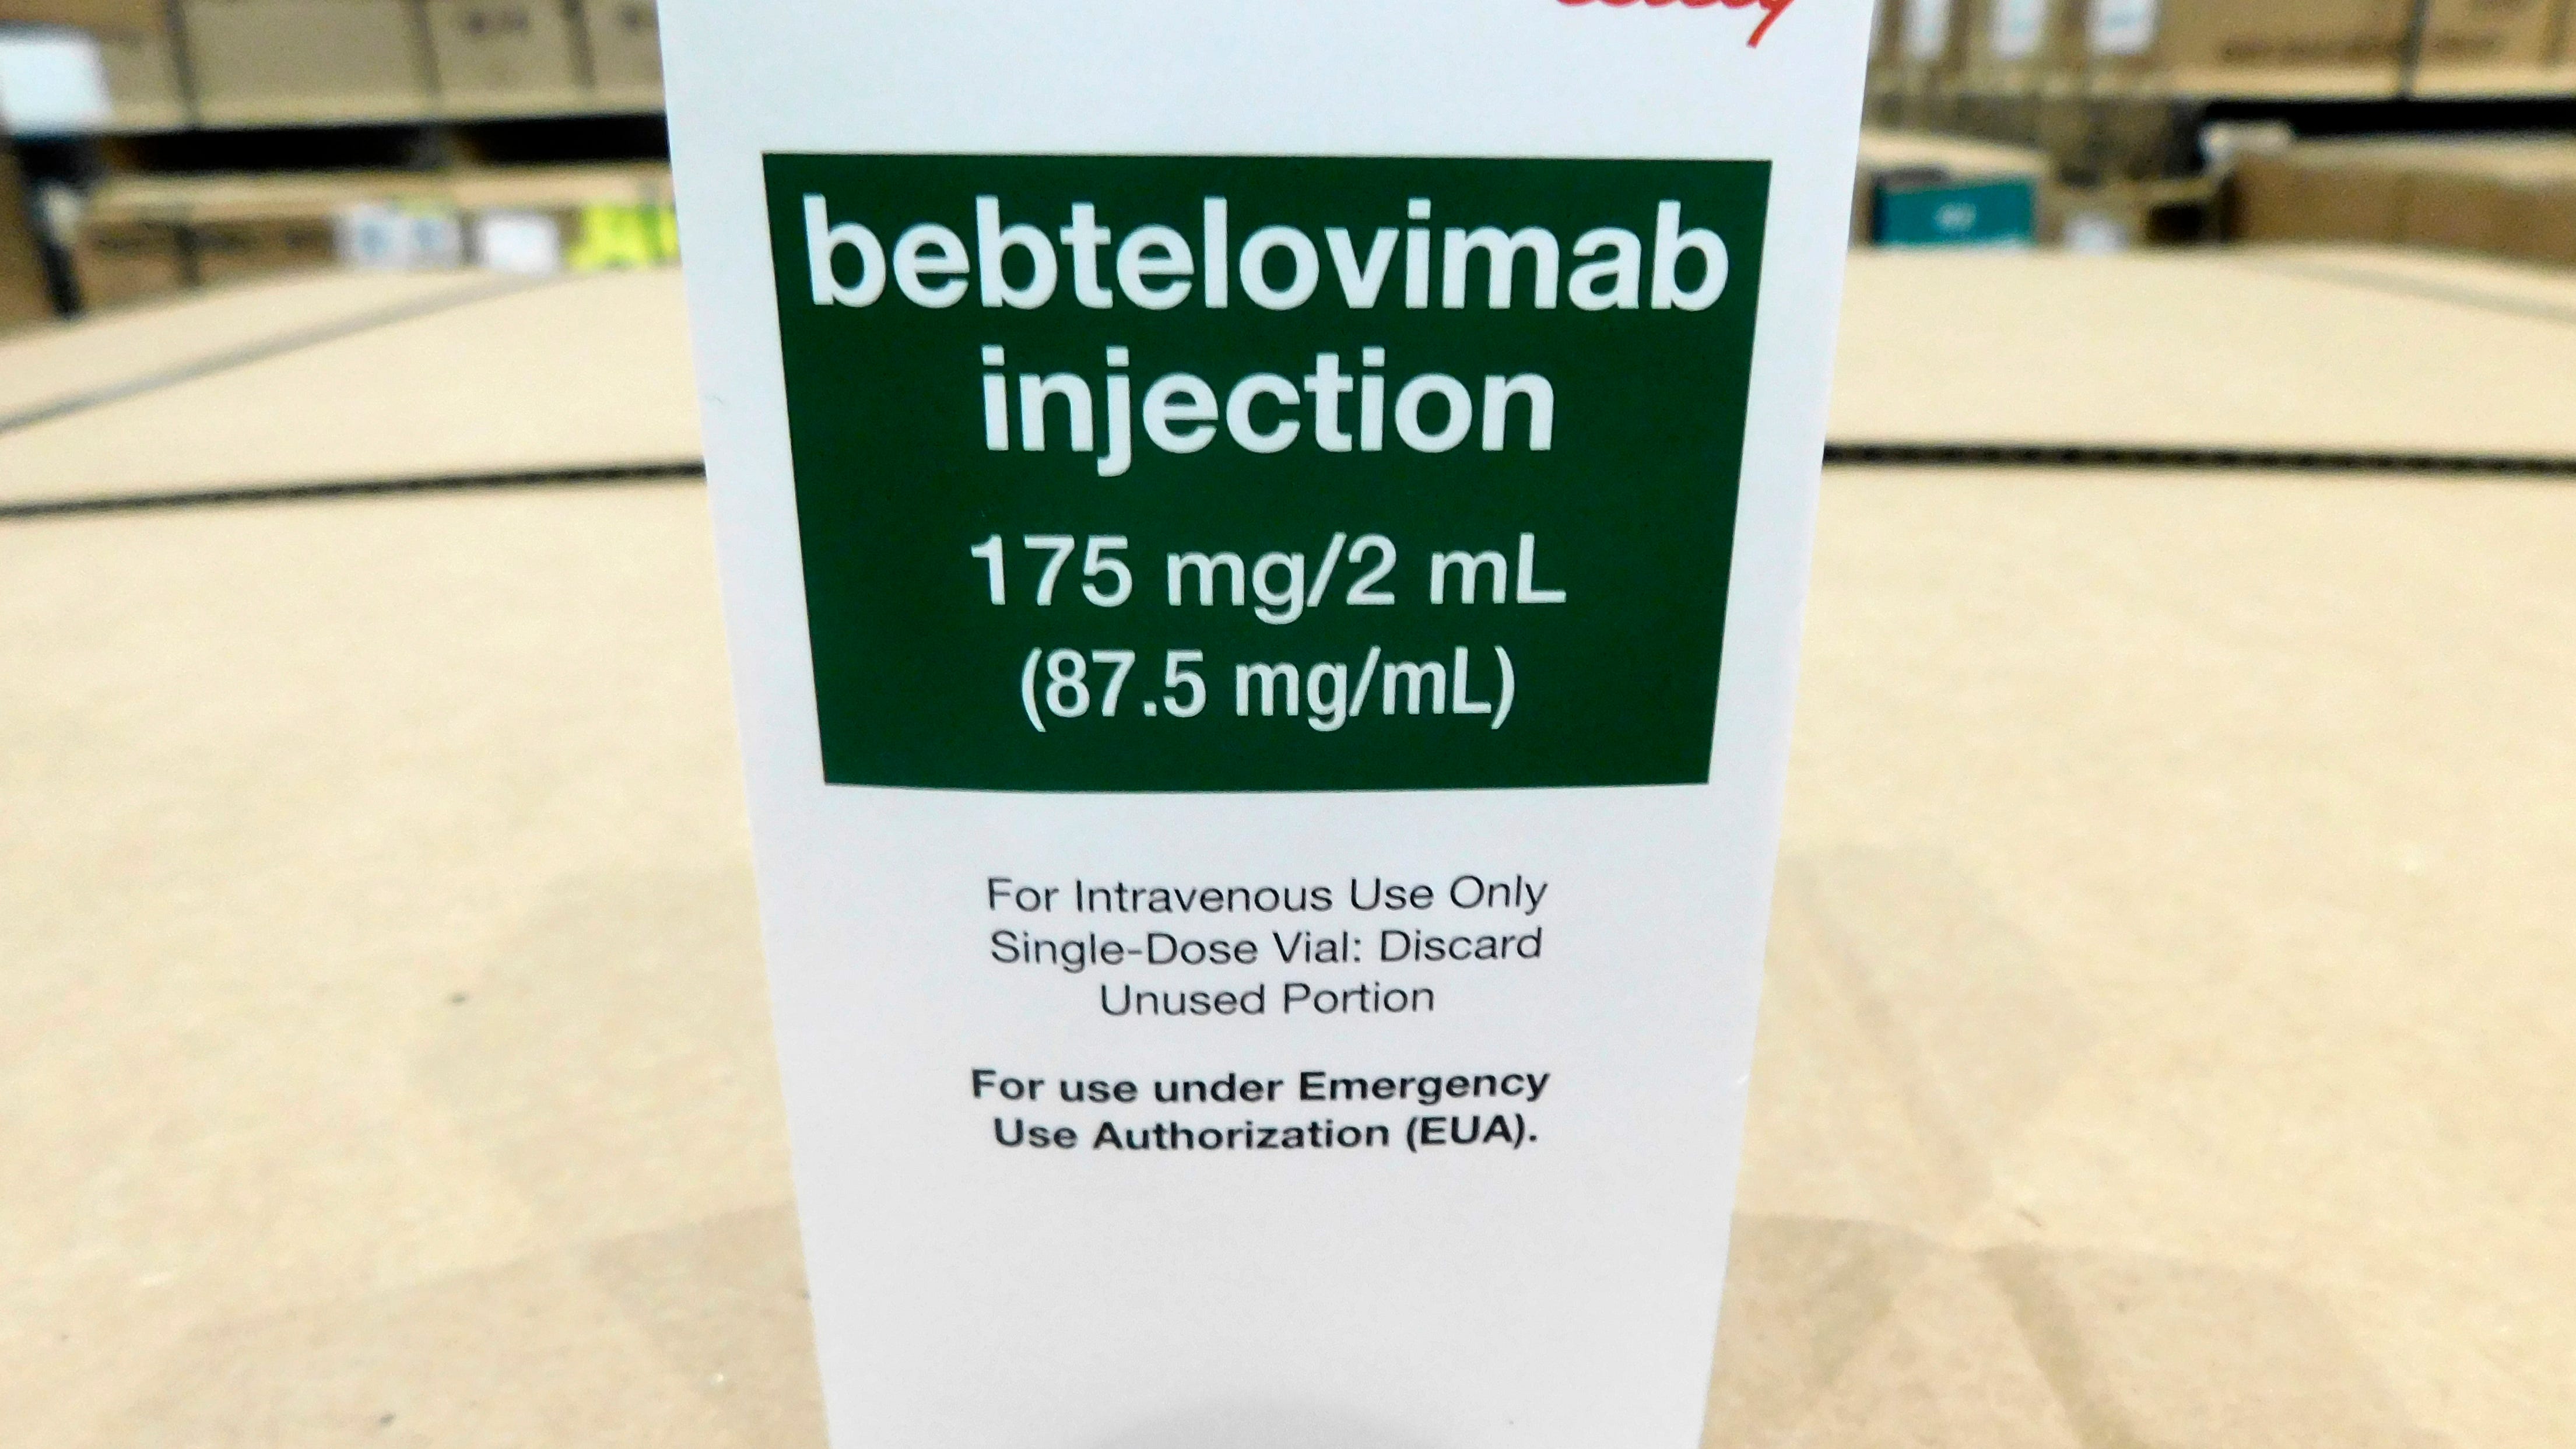 bebtelovimab
injection
175 mg/2 mL
(87.5 mg/mL)
For Intravenous Use Only
Single-Dose Vial: Discard
Unused Portion
For use under Emergency
Use Authorization (EUA).